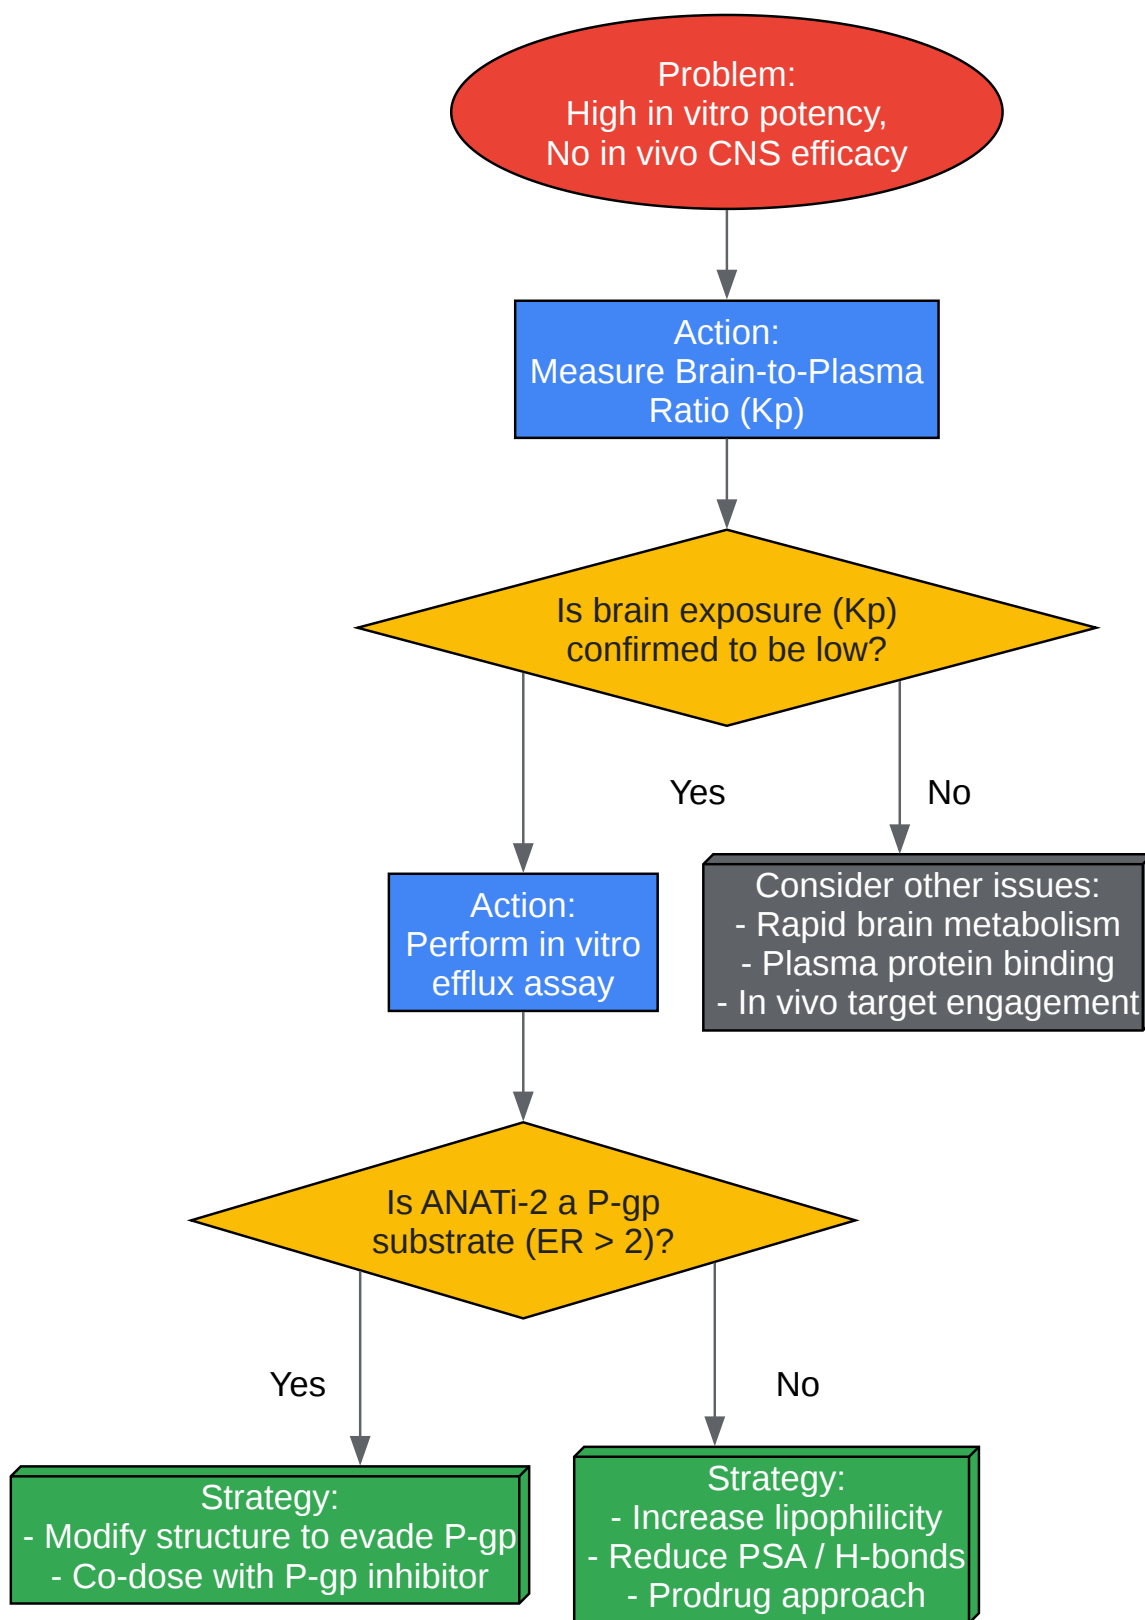 Problem:
High in vitro potency,
No in vivo CNS efficacy
Action:
Measure Brain-to-Plasma
Ratio (Kp)
Is brain exposure (Kp)
confirmed to be low?
Yes
No
Action:
Perform in vitro
efflux assay
Consider other issues:
- Rapid brain metabolism
- Plasma protein binding
- In vivo target engagement
Is ANATi-2 a P-gp
substrate (ER > 2)?
Yes
No
Strategy:
- Modify structure to evade P-gp
- Co-dose with P-gp inhibitor
Strategy:
- Increase lipophilicity
- Reduce PSA / H-bonds
- Prodrug approach